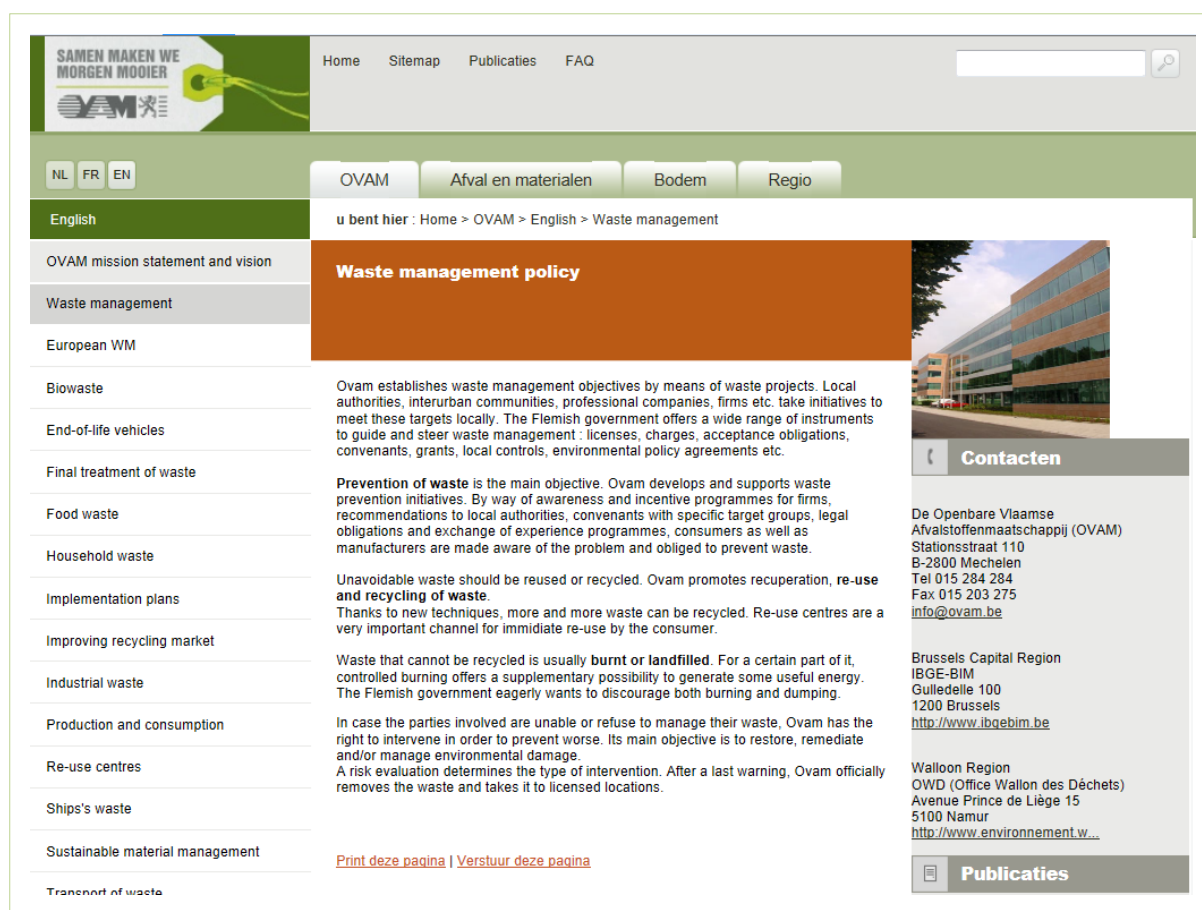 SAMEN MAKEN WE
MORGEN MOOIER
OVAM
Home Sitemap Publicaties FAQ
NL FR EN
OVAM Afval en materialen Bodem Regio
English
u bent hier : Home > OVAM > English > Waste management
OVAM mission statement and vision
Waste management
European WM
Biowaste
End-of-life vehicles
Final treatment of waste
Food waste
Household waste
Implementation plans
Improving recycling market
Industrial waste
Production and consumption
Re-use centres
Ships's waste
Sustainable material management
Transport of waste
Waste management policy
Ovam establishes waste management objectives by means of waste projects. Local
authorities, interurban communities, professional companies, firms etc. take initiatives to
meet these targets locally. The Flemish government offers a wide range of instruments
to guide and steer waste management : licenses, charges, acceptance obligations,
convenants, grants, local controls, environmental policy agreements etc.
Prevention of waste is the main objective. Ovam develops and supports waste
prevention initiatives. By way of awareness and incentive programmes for firms,
recommendations to local authorities, convenants with specific target groups, legal
obligations and exchange of experience programmes, consumers as well as
manufacturers are made aware of the problem and obliged to prevent waste.
Unavoidable waste should be reused or recycled. Ovam promotes recuperation, re-use
and recycling of waste.
Thanks to new techniques, more and more waste can be recycled. Re-use centres are a
very important channel for immidiate re-use by the consumer.
Waste that cannot be recycled is usually burnt or landfilled. For a certain part of it,
controlled burning offers a supplementary possibility to generate some useful energy.
The Flemish government eagerly wants to discourage both burning and dumping.
In case the parties involved are unable or refuse to manage their waste, Ovam has the
right to intervene in order to prevent worse. Its main objective is to restore, remediate
and/or manage environmental damage.
A risk evaluation determines the type of intervention. After a last warning, Ovam officially
removes the waste and takes it to licensed locations.
Print deze pagina | Verstuur deze pagina
Contacten
De Openbare Vlaamse
Afvalstoffenmaatschappij (OVAM)
Stationsstraat 110
B-2800 Mechelen
Tel 015 284 284
Fax 015 203 275
info@ovam.be
Brussels Capital Region
IBGE-BIM
Gulledelle 100
1200 Brussels
http://www.ibgebim.be
Walloon Region
OWD (Office Wallon des Déchets)
Avenue Prince de Liège 15
5100 Namur
http://www.environnement.w...
Publicaties